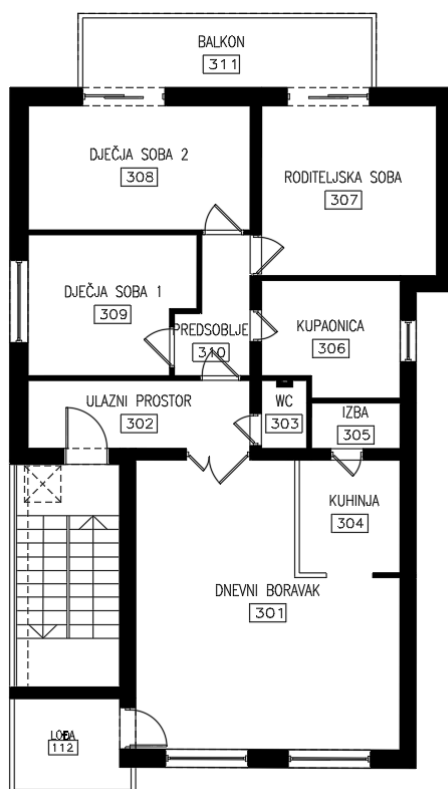 BALKON
311
DJEČJA SOBA 2
308
RODITELJSKA SOBA
307
DJEČJA SOBA 1
309
PREDSOBLJE
310
KUPAONICA
306
ULAZNI PROSTOR
302
WC
303
IZBA
305
KUHINJA
304
DNEVNI BORAVAK
301
LOĐA
112